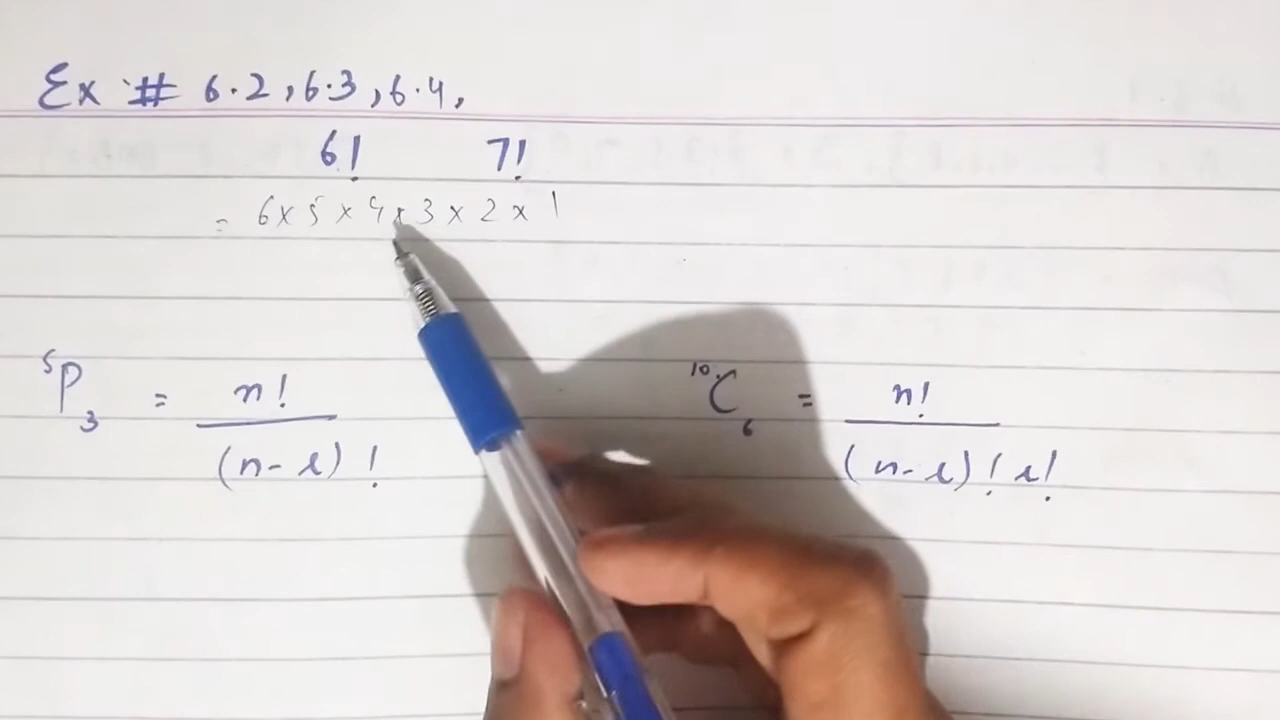 Ex # 6.2, 6.3, 6.4,
6! 7!
= 6 x 5 x 4 x 3 x 2 x 1
⁵P₃ = n! / (n-r)!
¹⁰C₆ = n! / (n-r)! r!